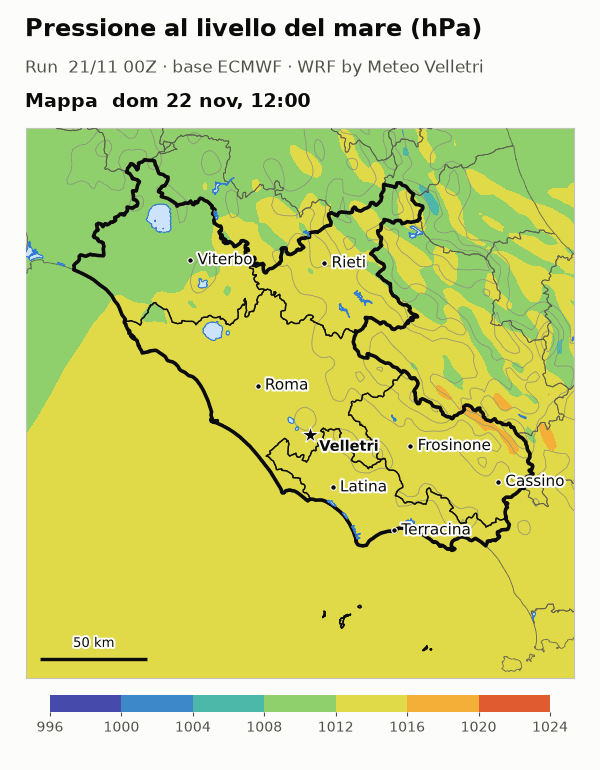 Pressione al livello del mare (hPa)
Run  21/11 00Z · base ECMWF · WRF by Meteo Velletri
Mappa  dom 22 nov, 12:00
Viterbo
Rieti
Roma
Velletri
Frosinone
Latina
Cassino
Terracina
50 km
996 1000 1004 1008 1012 1016 1020 1024